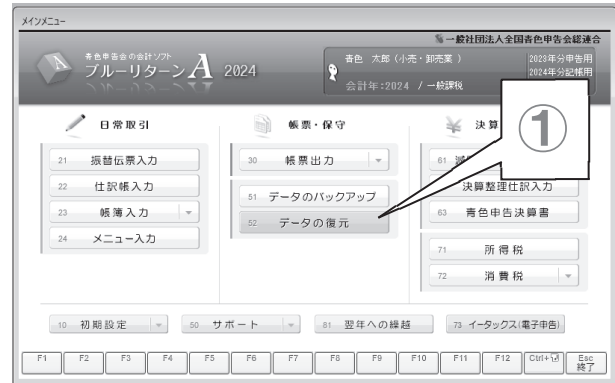 メインメニュー
一般社団法人全国青色申告会総連合
青色申告会の会計ソフト
ブルーリターンA 2024
青色 太郎（小売・卸売業 ）
会計年:2024 / 一般課税
2023年分申告用
2024年分記帳用
日常取引
帳票・保守
決算
①
21 振替伝票入力
22 仕訳帳入力
23 帳簿入力
24 メニュー入力
30 帳票出力
51 データのバックアップ
52 データの復元
61
決算整理仕訳入力
63 青色申告決算書
71 所得税
72 消費税
10 初期設定
50 サポート
81 翌年への繰越
73 イータックス(電子申告)
F1 F2 F3 F4 F5 F6 F7 F8 F9 F10 F11 F12 Ctrl+ Esc
終了